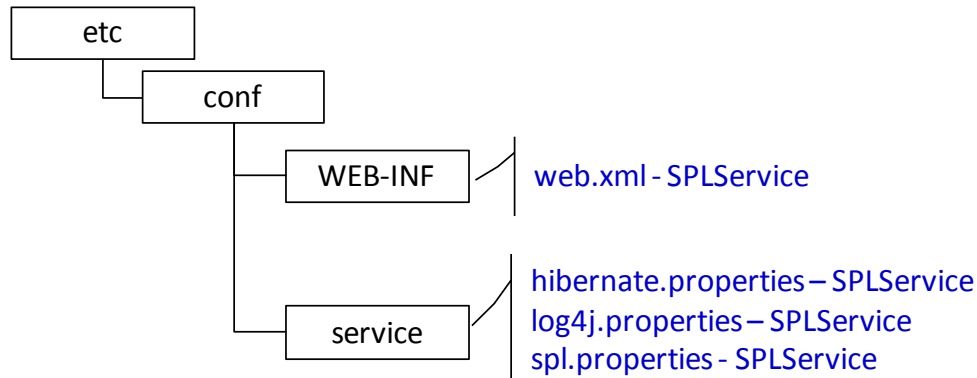 etc
conf
WEB-INF
web.xml - SPLService
hibernate.properties – SPLService
log4j.properties – SPLService
service
spl.properties - SPLService